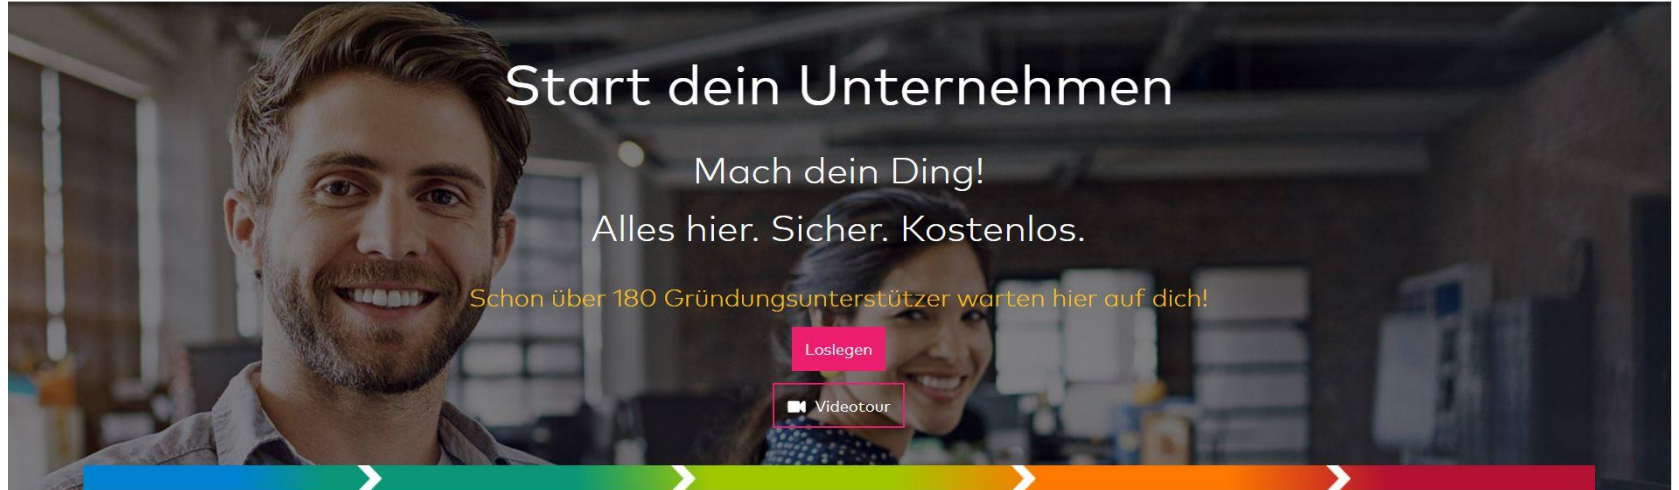 Start dein Unternehmen
Mach dein Ding!
Alles hier. Sicher. Kostenlos.
Schon über 180 Gründungsunterstützer warten hier auf dich!
Loslegen
Videotour